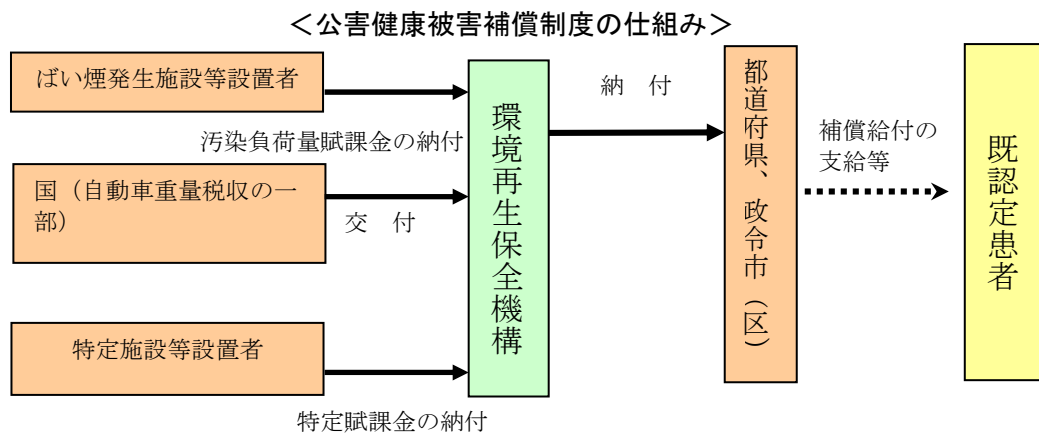 ＜公害健康被害補償制度の仕組み＞
ばい煙発生施設等設置者
汚染負荷量賦課金の納付
国（自動車重量税収の一
部）
交　付
特定施設等設置者
特定賦課金の納付
環境再生保全機構
納　付
都道府県、政令市（区）
補償給付の
支給等
既認定患者